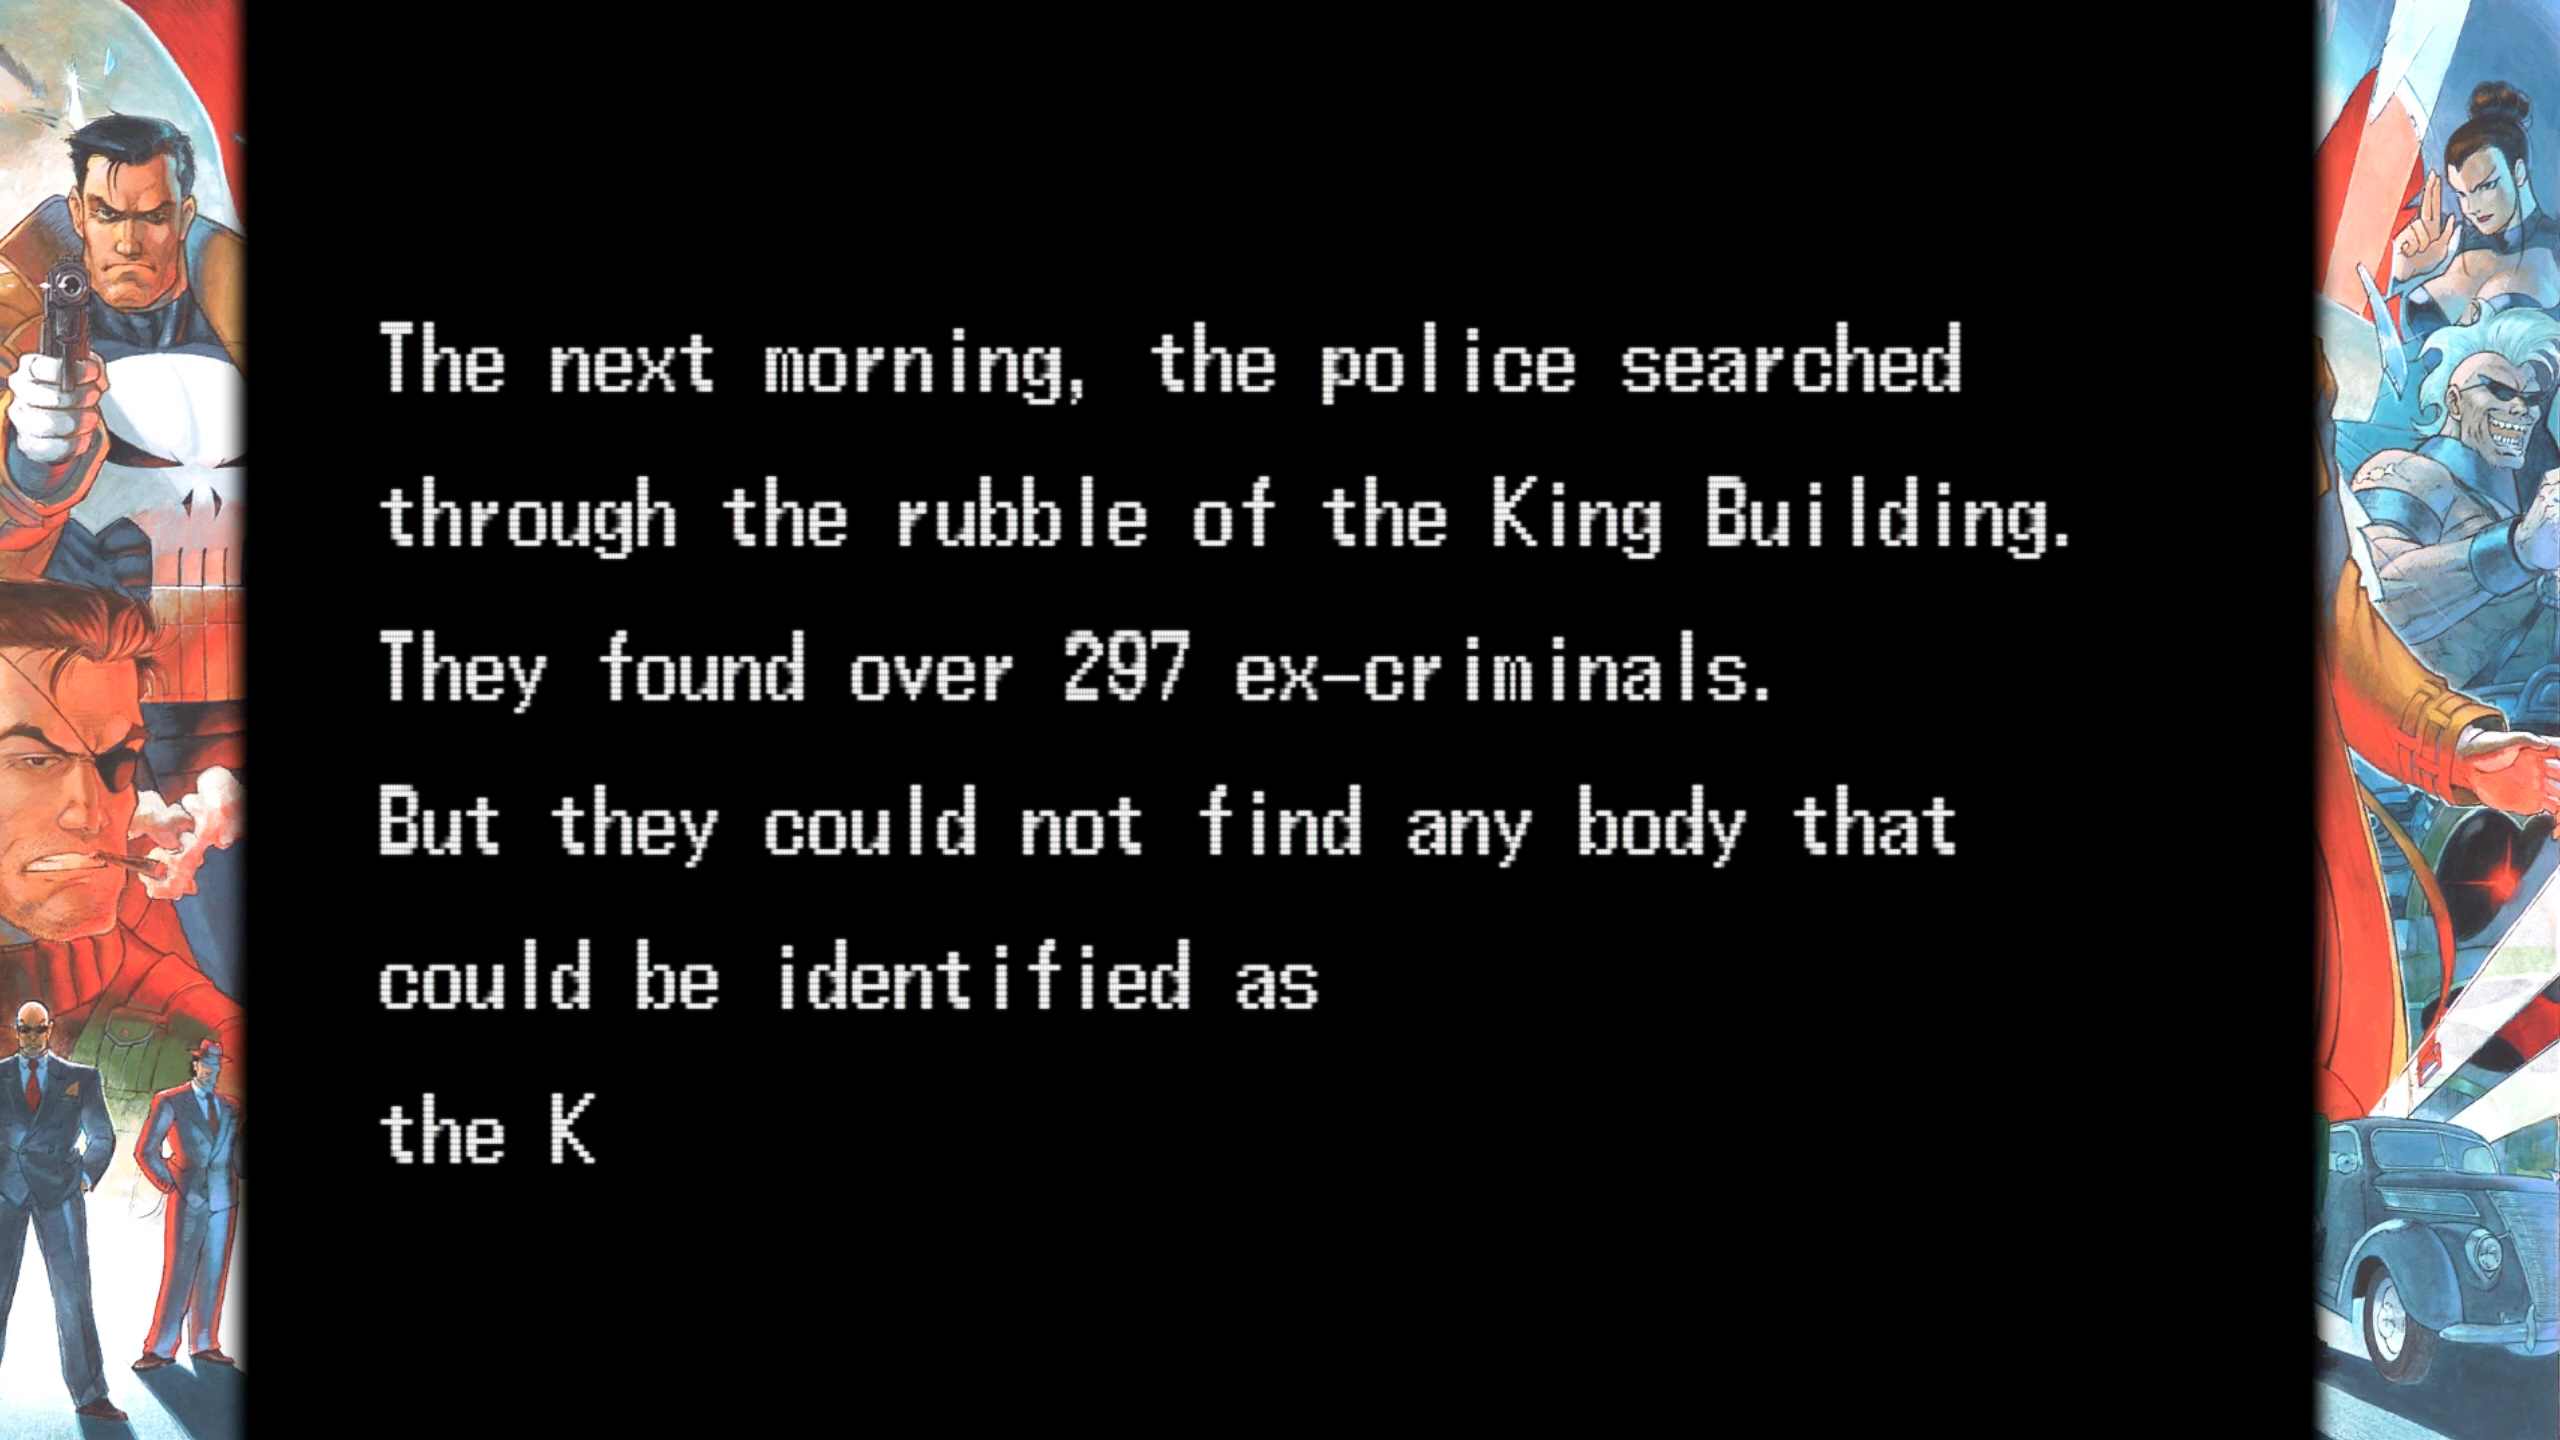 The next morning, the police searched
through the rubble of the King Building.
They found over 297 ex-criminals.
But they could not find any body that
could be identified as
the K